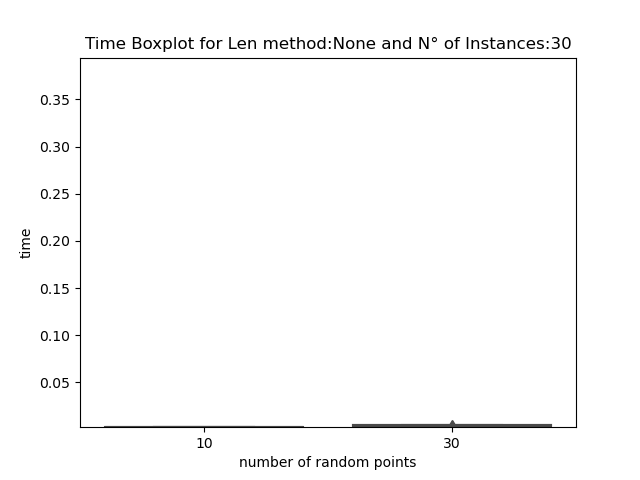 Time Boxplot for Len method:None and N° of Instances:30
0.35
0.30
0.25
0.20
0.15
0.10
0.05
time
10 30
number of random points